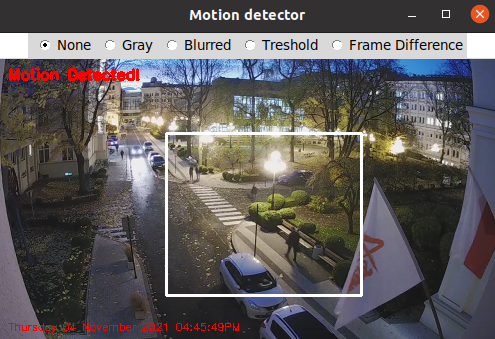 Motion detector
None Gray Blurred Treshold Frame Difference
Motion Detected!
Thursday 04 November 2021 04:45:49PM